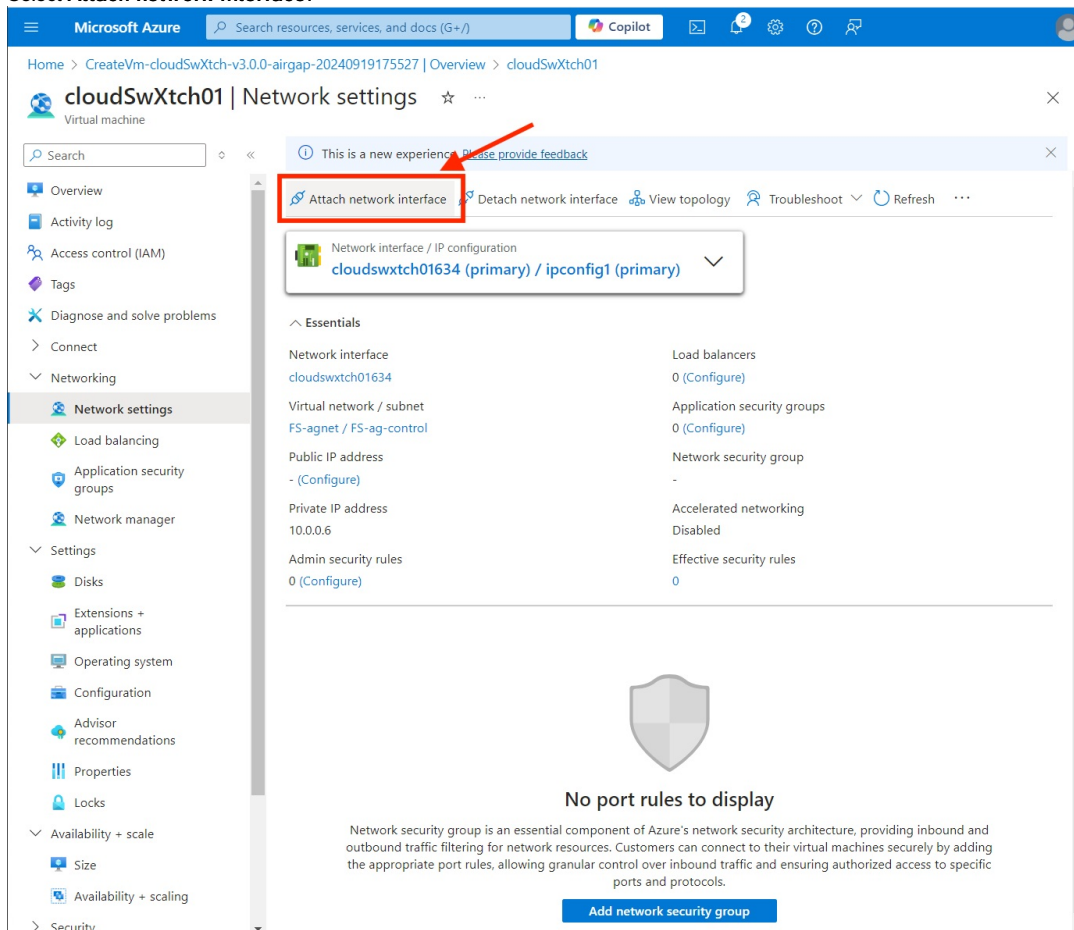 Select Attach network interface.
Microsoft Azure
Search resources, services, and docs (G+/)
Copilot
2
Home > CreateVm-cloudSwXtch-v3.0.0-airgap-20240919175527 | Overview > cloudSwXtch01
cloudSwXtch01 | Network settings
Virtual machine
Search
This is a new experience. Please provide feedback
Overview
Activity log
Access control (IAM)
Tags
Diagnose and solve problems
Connect
Networking
Network settings
Load balancing
Application security
groups
Network manager
Settings
Disks
Extensions +
applications
Operating system
Configuration
Advisor
recommendations
Properties
Locks
Availability + scale
Size
Availability + scaling
Security
Attach network interface
Detach network interface
View topology
Troubleshoot
Refresh
Network interface / IP configuration
cloudswxtch01634 (primary) / ipconfig1 (primary)
Essentials
Network interface
cloudswxtch01634
Virtual network / subnet
FS-agnet / FS-ag-control
Public IP address
- (Configure)
Private IP address
10.0.0.6
Admin security rules
0 (Configure)
Load balancers
0 (Configure)
Application security groups
0 (Configure)
Network security group
-
Accelerated networking
Disabled
Effective security rules
0
No port rules to display
Network security group is an essential component of Azure's network security architecture, providing inbound and
outbound traffic filtering for network resources. Customers can connect to their virtual machines securely by adding
the appropriate port rules, allowing granular control over inbound traffic and ensuring authorized access to specific
ports and protocols.
Add network security group